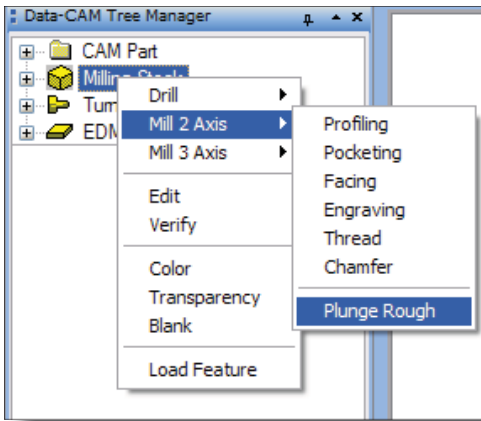 Data-CAM Tree Manager
CAM Part
Milling Stock
Turn
EDM
Drill
Mill 2 Axis
Mill 3 Axis
Edit
Verify
Color
Transparency
Blank
Load Feature
Profiling
Pocketing
Facing
Engraving
Thread
Chamfer
Plunge Rough